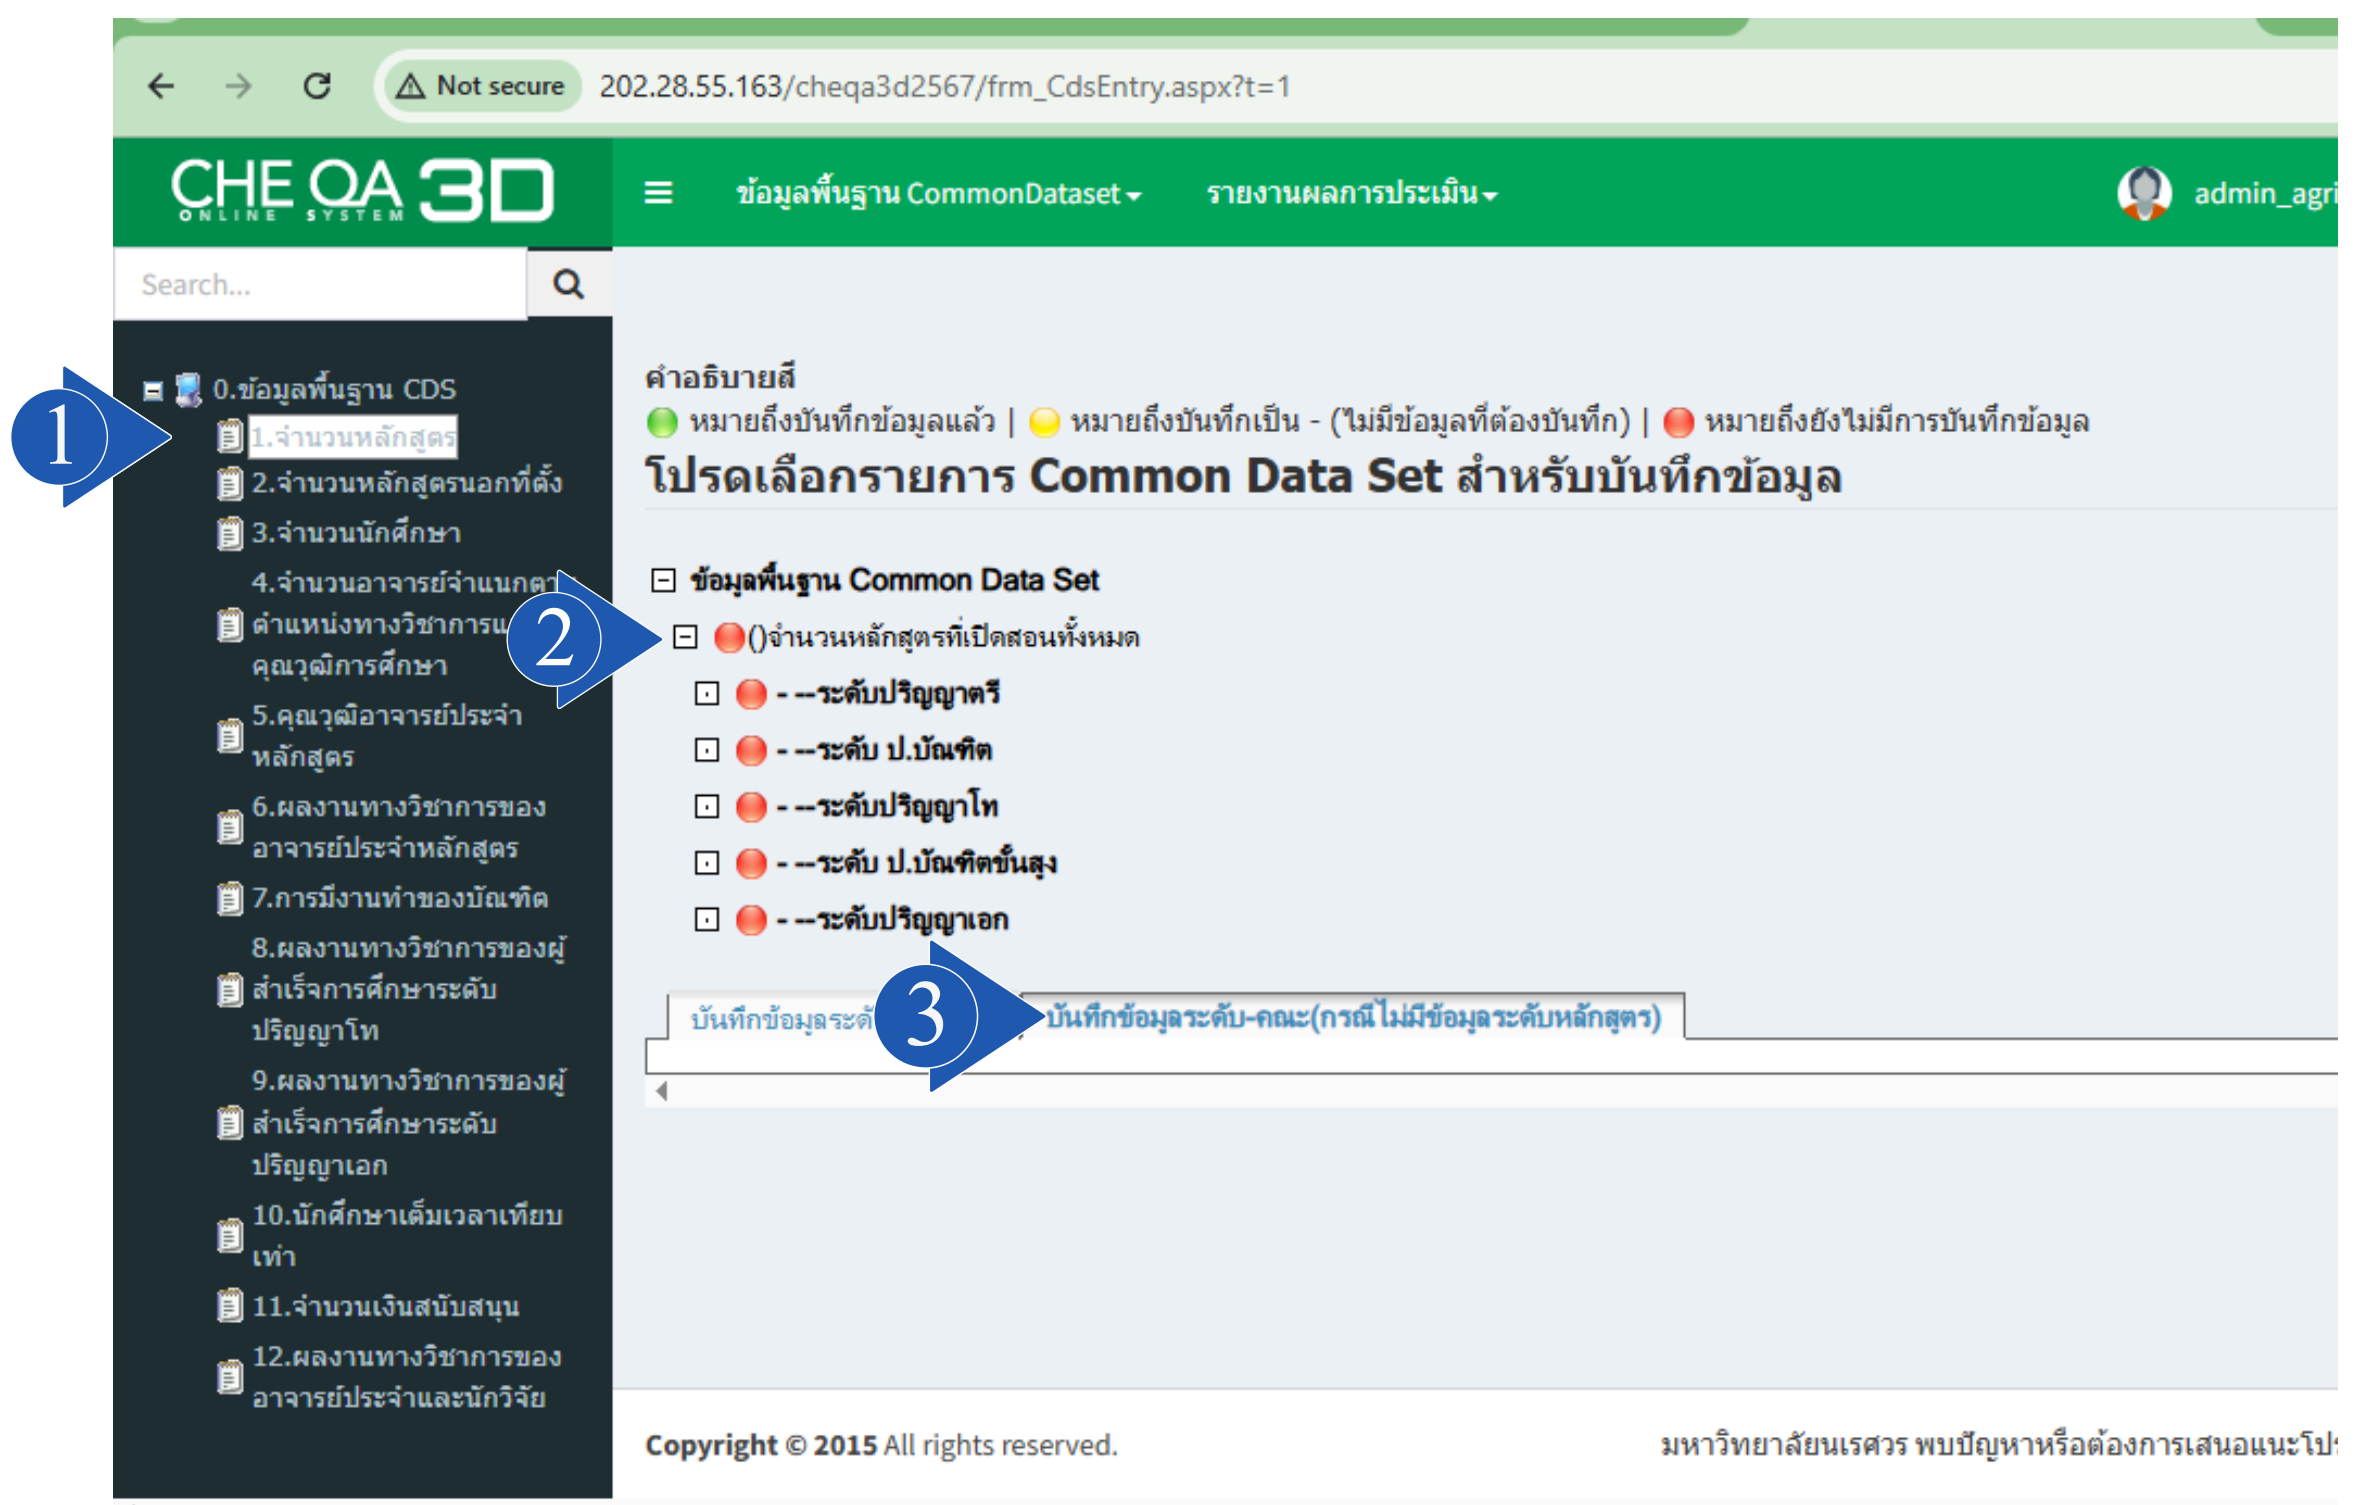 Not secure 202.28.55.163/cheqa3d2567/frm_CdsEntry.aspx?t=1
CHE QA 3D
ONLINE SYSTEM
ข้อมูลพื้นฐาน CommonDataset
รายงานผลการประเมิน
admin_agri
Search...
1
0.ข้อมูลพื้นฐาน CDS
1.จำนวนหลักสูตร
2.จำนวนหลักสูตรนอกที่ตั้ง
3.จำนวนนักศึกษา
4.จำนวนอาจารย์จำแนกตาม
ตำแหน่งทางวิชาการ
คุณวุฒิการศึกษา
5.คุณวุฒิอาจารย์ประจำ
หลักสูตร
6.ผลงานทางวิชาการของ
อาจารย์ประจำหลักสูตร
7.การมีงานทำของบัณฑิต
8.ผลงานทางวิชาการของผู้
สำเร็จการศึกษาระดับ
ปริญญาโท
9.ผลงานทางวิชาการของผู้
สำเร็จการศึกษาระดับ
ปริญญาเอก
10.นักศึกษาเต็มเวลาเทียบ
เท่า
11.จำนวนเงินสนับสนุน
12.ผลงานทางวิชาการของ
อาจารย์ประจำและนักวิจัย
คำอธิบายสี
หมายถึงบันทึกข้อมูลแล้ว | หมายถึงบันทึกเป็น - (ไม่มีข้อมูลที่ต้องบันทึก) | หมายถึงยังไม่มีการบันทึกข้อมูล
โปรดเลือกรายการ Common Data Set สำหรับบันทึกข้อมูล
ข้อมูลพื้นฐาน Common Data Set
2
()จำนวนหลักสูตรที่เปิดสอนทั้งหมด
- --ระดับปริญญาตรี
- --ระดับ ป.บัณฑิต
- --ระดับปริญญาโท
- --ระดับ ป.บัณฑิตขั้นสูง
- --ระดับปริญญาเอก
บันทึกข้อมูลระดับ
3
บันทึกข้อมูลระดับ-คณะ(กรณีไม่มีข้อมูลระดับหลักสูตร)
Copyright © 2015 All rights reserved.
มหาวิทยาลัยนเรศวร พบปัญหาหรือต้องการเสนอแนะ